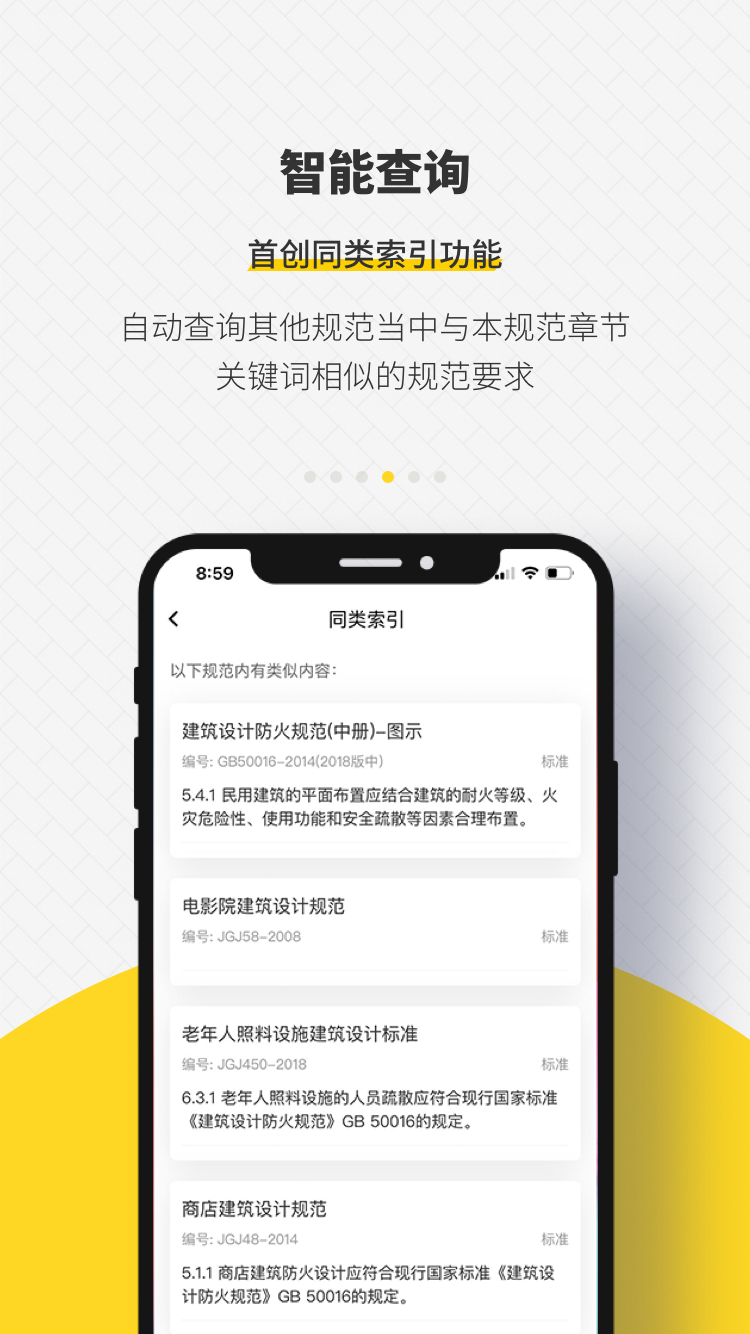 智能查询
首创同类索引功能
自动查询其他规范当中与本规范章节
关键词相似的规范要求
8:59
同类索引
以下规范内有类似内容：
建筑设计防火规范(中册)-图示
编号: GB50016-2014(2018版中)
标准
5.4.1 民用建筑的平面布置应结合建筑的耐火等级、火
灾危险性、使用功能和安全疏散等因素合理布置。
电影院建筑设计规范
编号: JGJ58-2008
标准
老年人照料设施建筑设计标准
编号: JGJ450-2018
标准
6.3.1 老年人照料设施的人员疏散应符合现行国家标准
《建筑设计防火规范》GB 50016的规定。
商店建筑设计规范
编号: JGJ48-2014
标准
5.1.1 商店建筑防火设计应符合现行国家标准《建筑设
计防火规范》GB 50016的规定。